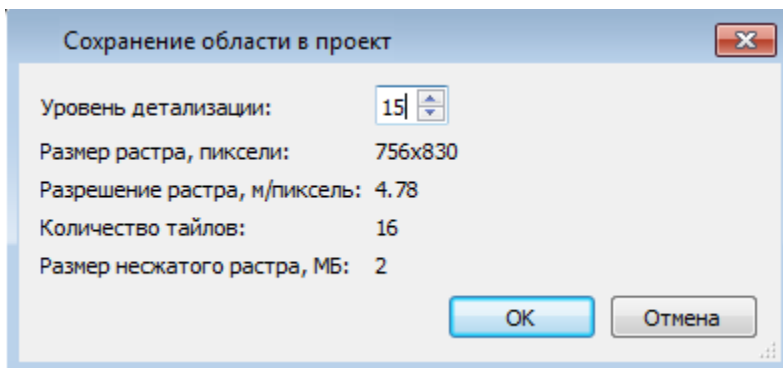 Сохранение области в проект
Уровень детализации: 15
Размер растра, пиксели: 756x830
Разрешение растра, м/пиксель: 4.78
Количество тайлов: 16
Размер несжатого растра, МБ: 2
OK Отмена